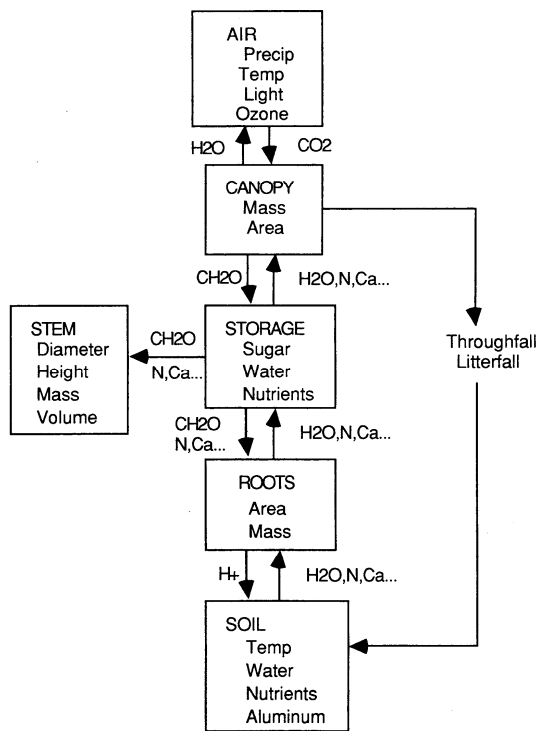 AIR
Precip
Temp
Light
Ozone
H2O
CO2
CANOPY
Mass
Area
CH2O
H2O,N,Ca...
STEM
Diameter
Height
Mass
Volume
CH2O
N,Ca...
STORAGE
Sugar
Water
Nutrients
Throughfall
Litterfall
CH2O
N,Ca...
H2O,N,Ca...
ROOTS
Area
Mass
H+
H2O,N,Ca...
SOIL
Temp
Water
Nutrients
Aluminum